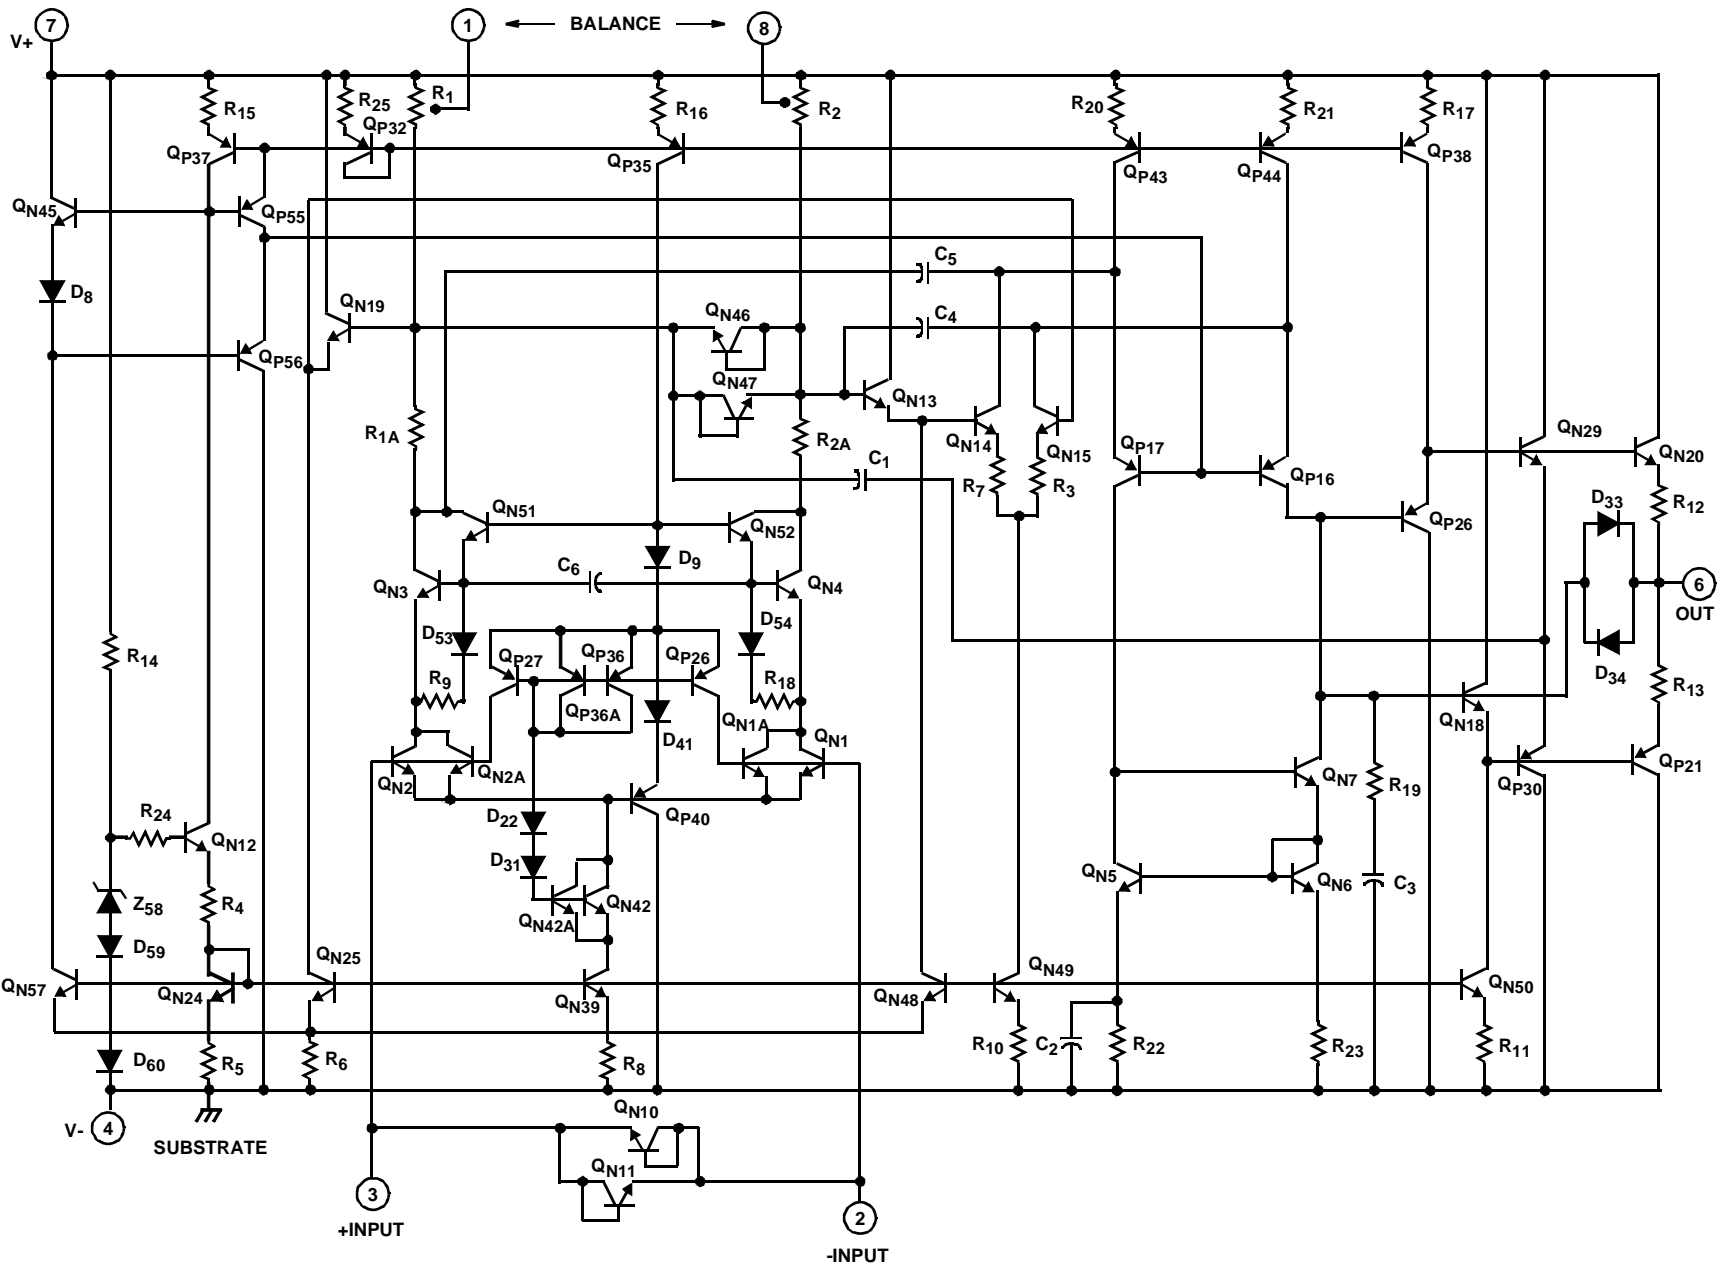 7 1 BALANCE 8
V+
R15 R25 R1 R16 R2 R20 R21 R17
QP37 QP32 QP35 QP43 QP44 QP38
QN45 QP55
D8 QN19 C5
QP56 QN46 C4
QN47 QN13
R1A R2A QN14 QN15 QP17 QN29 QN20
C1 R7 R3 QP16 D33 R12
QN51 QN52 QP26
QN3 C6 D9 QN4 6
OUT
R14 D53 D54 D34
QP27 QP36 QP26
R9 QP36A R18 R13
D41 QN1A QN1 QN18
QN2 QN2A QN7 R19 QP30 QP21
R24 QN12 D22 QP40
D31 QN5 QN6 C3
Z58 R4 QN42A QN42
D59 QN25 QN49
QN57 QN24 QN39 QN48 QN50
D60 R5 R6 R8 R10 C2 R22 R23 R11
V- 4
SUBSTRATE QN10
QN11
3 2
+INPUT
-INPUT